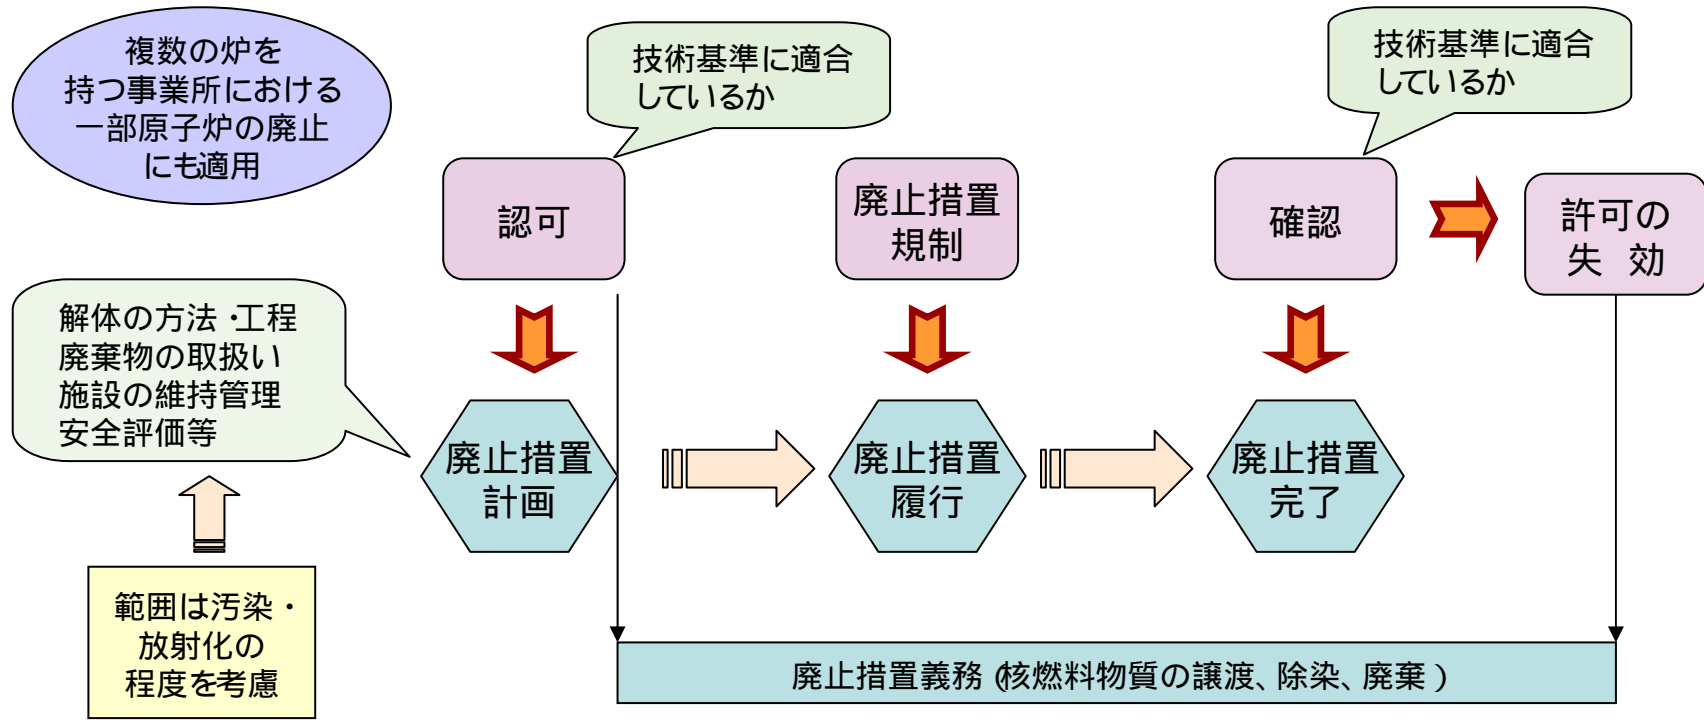 複数の炉を
持つ事業所における
一部原子炉の廃止
にも適用
技術基準に適合
しているか
技術基準に適合
しているか
認可
廃止措置
規制
確認
許可の
失 効
解体の方法・工程
廃棄物の取扱い
施設の維持管理
安全評価等
廃止措置
計画
廃止措置
履行
廃止措置
完了
範囲は汚染・
放射化の
程度を考慮
廃止措置義務(核燃料物質の譲渡、除染、廃棄)